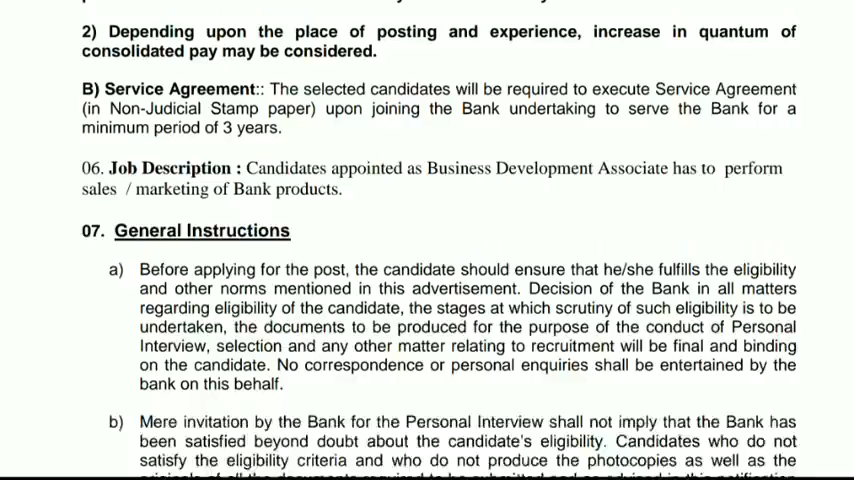 2) Depending upon the place of posting and experience, increase in quantum of
consolidated pay may be considered.
B) Service Agreement:: The selected candidates will be required to execute Service Agreement
(in Non-Judicial Stamp paper) upon joining the Bank undertaking to serve the Bank for a
minimum period of 3 years.
06. Job Description : Candidates appointed as Business Development Associate has to perform
sales / marketing of Bank products.
07. General Instructions
a) Before applying for the post, the candidate should ensure that he/she fulfills the eligibility
and other norms mentioned in this advertisement. Decision of the Bank in all matters
regarding eligibility of the candidate, the stages at which scrutiny of such eligibility is to be
undertaken, the documents to be produced for the purpose of the conduct of Personal
Interview, selection and any other matter relating to recruitment will be final and binding
on the candidate. No correspondence or personal enquiries shall be entertained by the
bank on this behalf.
b) Mere invitation by the Bank for the Personal Interview shall not imply that the Bank has
been satisfied beyond doubt about the candidate's eligibility. Candidates who do not
satisfy the eligibility criteria and who do not produce the photocopies as well as the